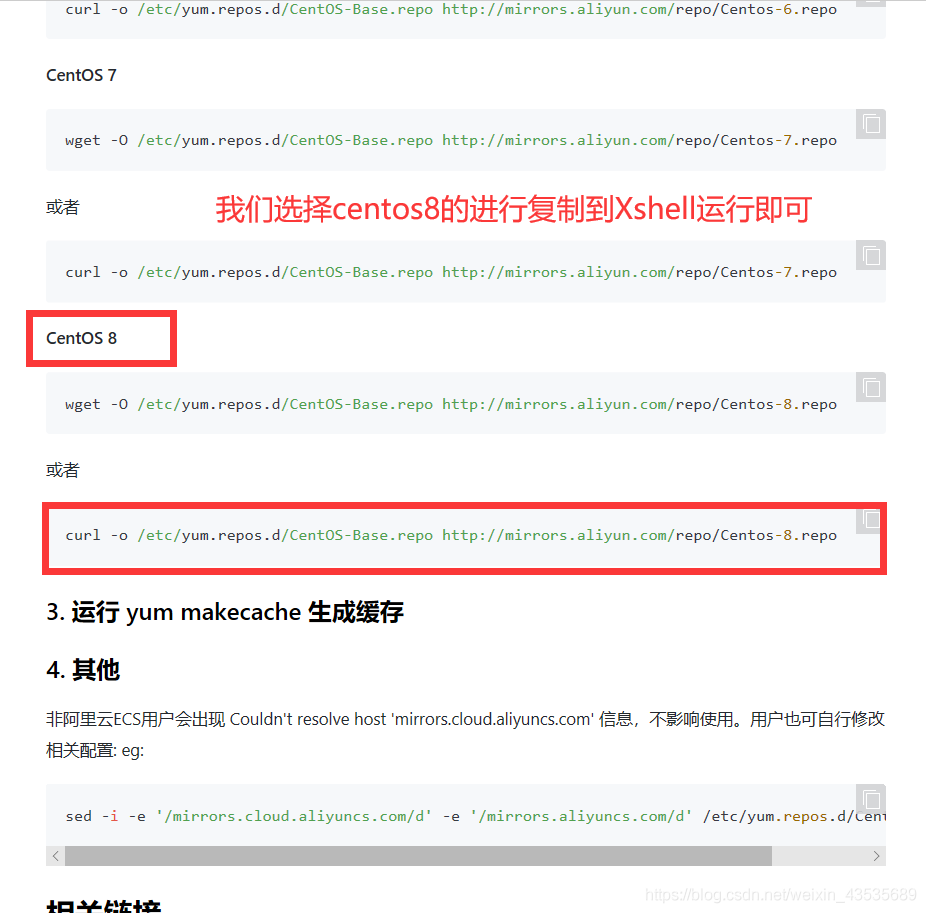 curl -o /etc/yum.repos.d/CentOS-Base.repo http://mirrors.aliyun.com/repo/Centos-6.repo
CentOS 7
wget -O /etc/yum.repos.d/CentOS-Base.repo http://mirrors.aliyun.com/repo/Centos-7.repo
或者
我们选择centos8的进行复制到Xshell运行即可
curl -o /etc/yum.repos.d/CentOS-Base.repo http://mirrors.aliyun.com/repo/Centos-7.repo
CentOS 8
wget -O /etc/yum.repos.d/CentOS-Base.repo http://mirrors.aliyun.com/repo/Centos-8.repo
或者
curl -o /etc/yum.repos.d/CentOS-Base.repo http://mirrors.aliyun.com/repo/Centos-8.repo
3. 运行 yum makecache 生成缓存
4. 其他
非阿里云ECS用户会出现 Couldn't resolve host 'mirrors.cloud.aliyuncs.com' 信息，不影响使用。用户也可自行修改
相关配置: eg:
sed -i -e '/mirrors.cloud.aliyuncs.com/d' -e '/mirrors.aliyuncs.com/d' /etc/yum.repos.d/Cent
相关链接
https://blog.csdn.net/weixin_43535689